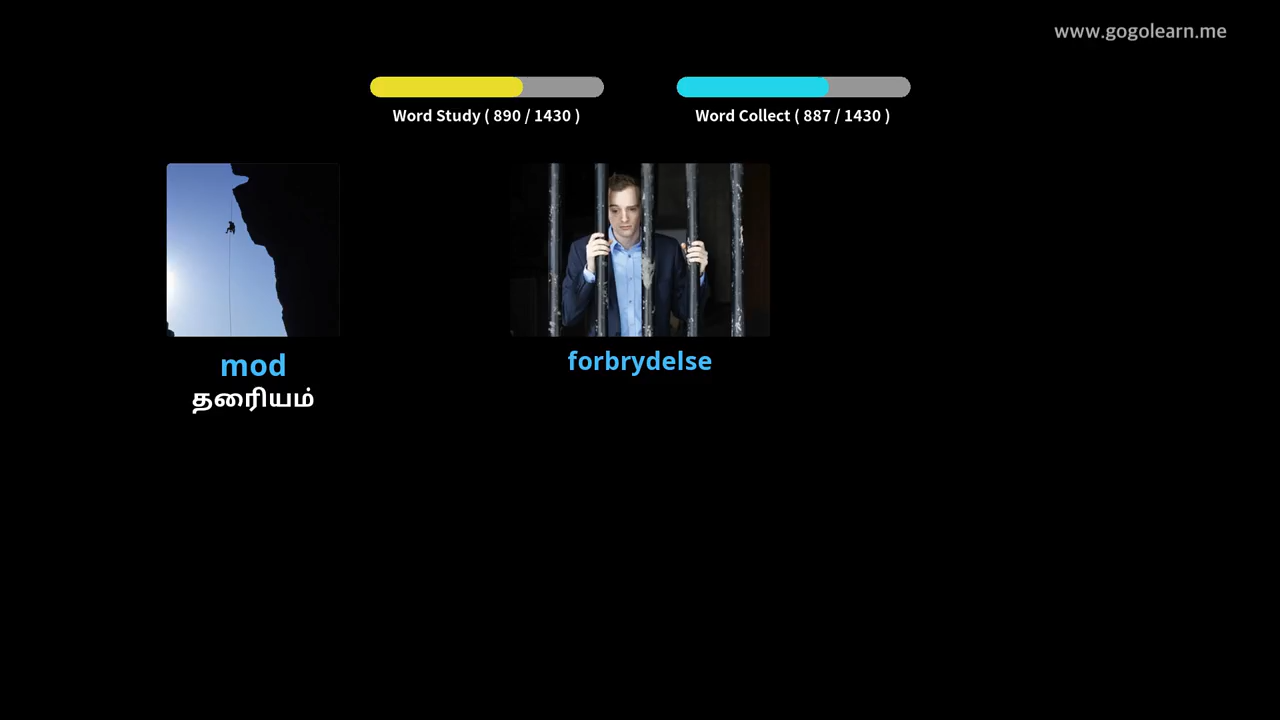 www.gogolearn.me
Word Study ( 890 / 1430 )
Word Collect ( 887 / 1430 )
mod
தைரியம்
forbrydelse